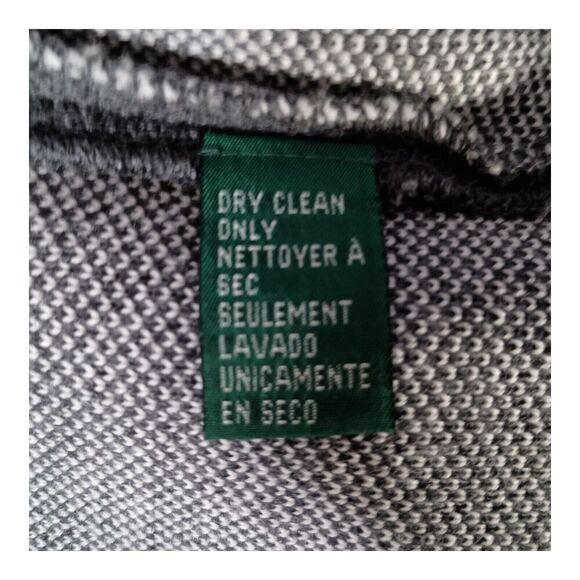 DRY CLEAN
ONLY
NETTOYER À
SEC
SEULEMENT
LAVADO
UNICAMENTE
EN SECO